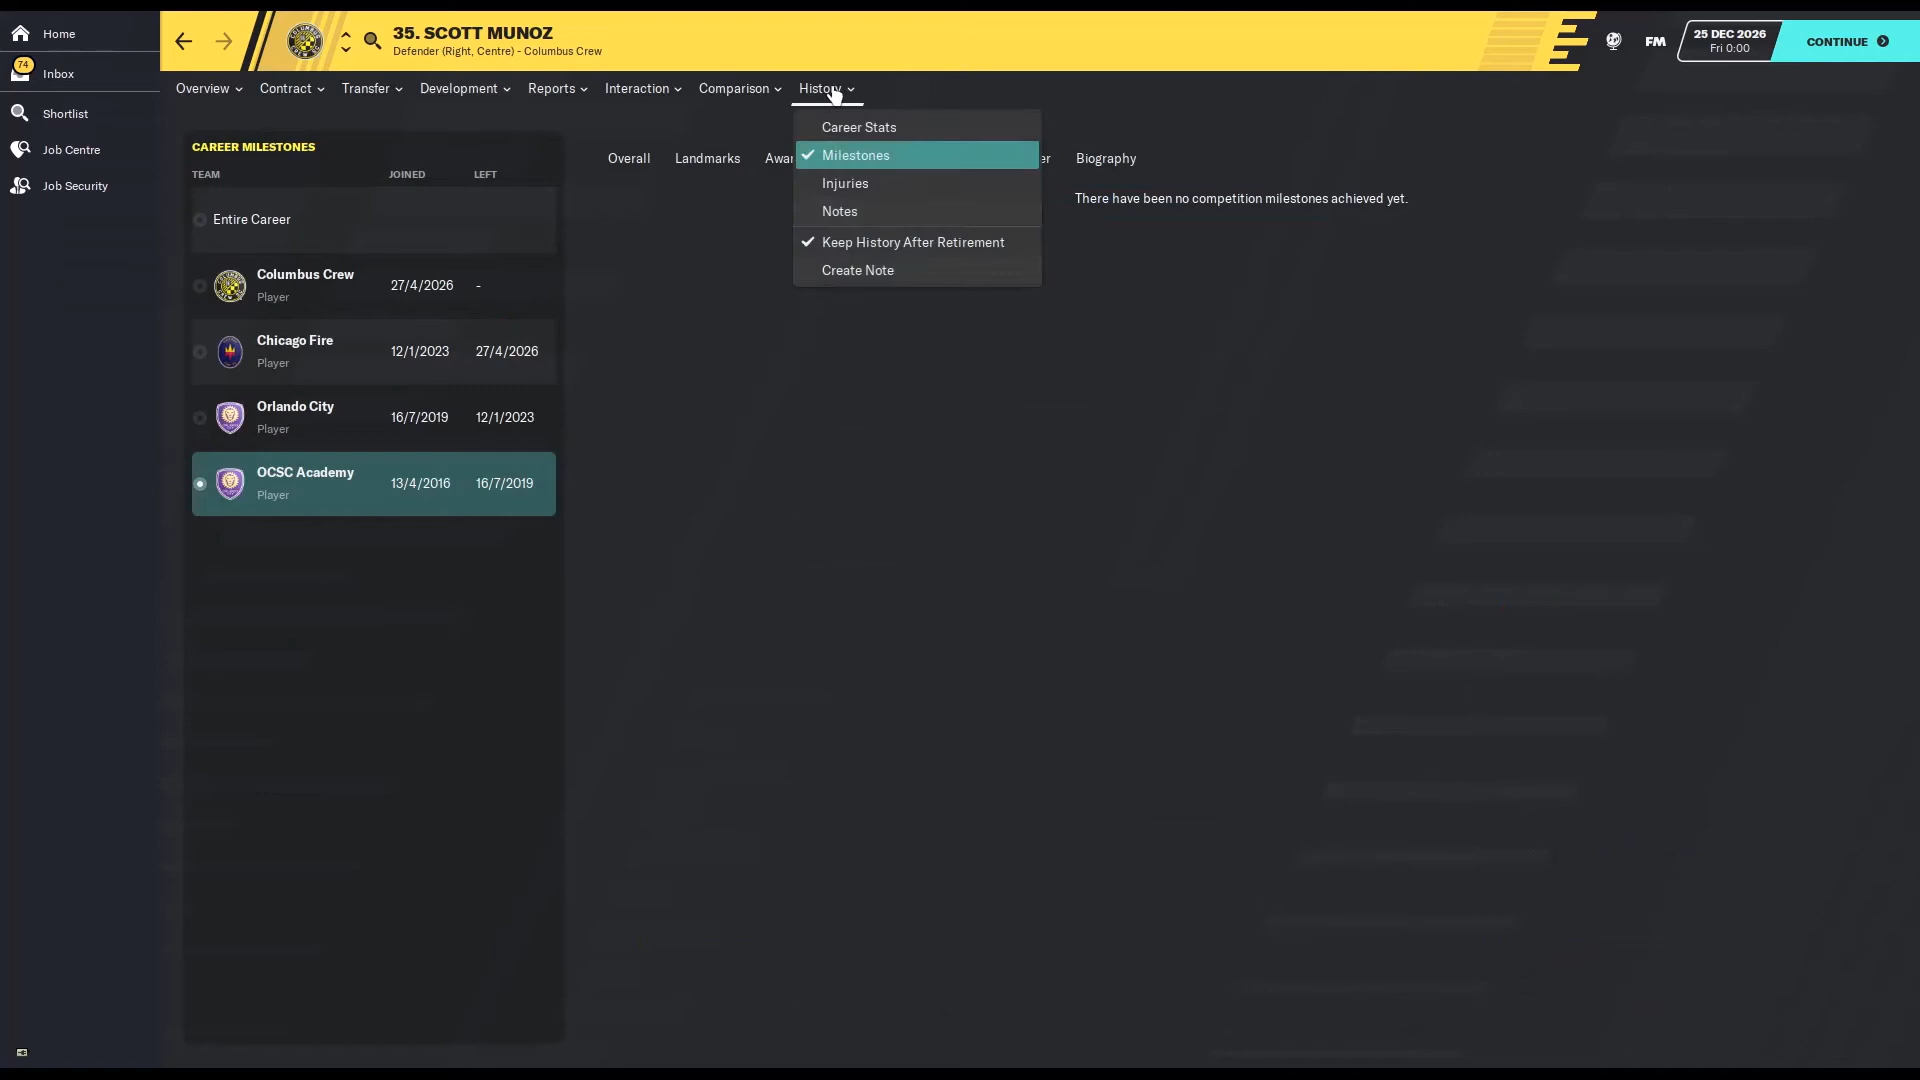 Home
74
Inbox
Shortlist
Job Centre
Job Security
35. SCOTT MUNOZ
Defender (Right, Centre) - Columbus Crew
FM
25 DEC 2026
Fri 0:00
CONTINUE
Overview
Contract
Transfer
Development
Reports
Interaction
Comparison
History
Career Stats
Milestones
Injuries
Notes
Keep History After Retirement
Create Note
CAREER MILESTONES
TEAM JOINED LEFT
Entire Career
Columbus Crew
Player
27/4/2026 -
Chicago Fire
Player
12/1/2023 27/4/2026
Orlando City
Player
16/7/2019 12/1/2023
OCSC Academy
Player
13/4/2016 16/7/2019
Overall
Landmarks
Biography
There have been no competition milestones achieved yet.